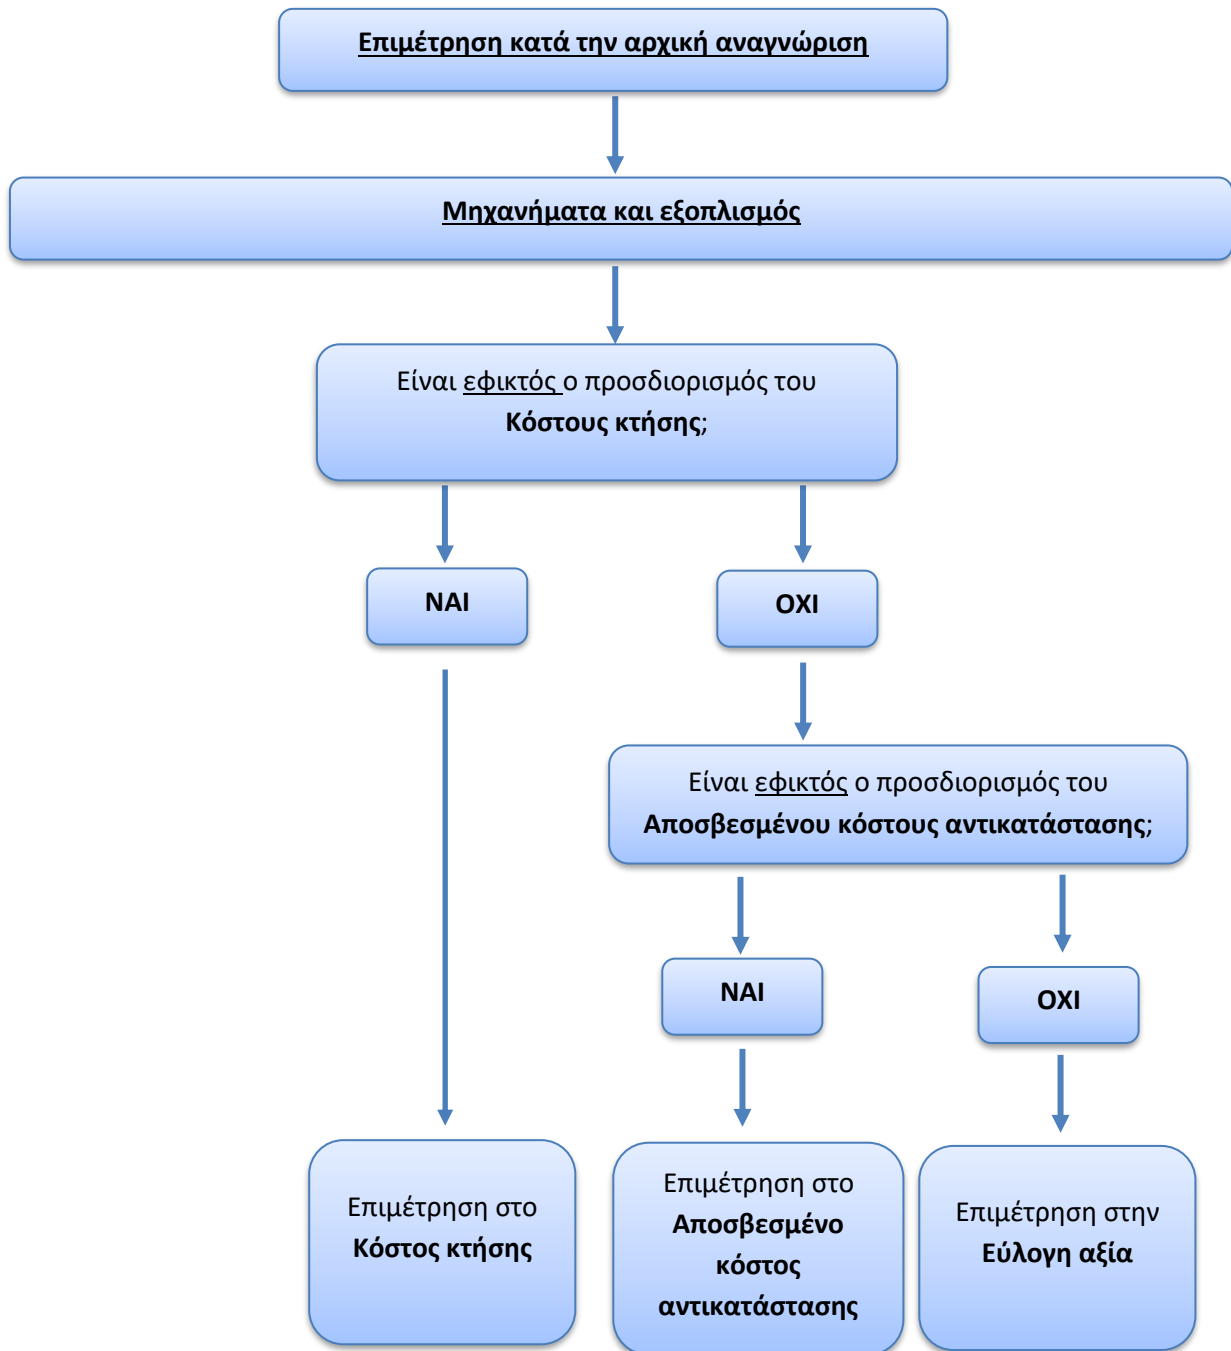 Επιμέτρηση κατά την αρχική αναγνώριση
Μηχανήματα και εξοπλισμός
Είναι εφικτός ο προσδιορισμός του
Κόστους κτήσης;
ΝΑΙ
ΟΧΙ
Είναι εφικτός ο προσδιορισμός του
Αποσβεσμένου κόστους αντικατάστασης;
ΝΑΙ
ΟΧΙ
Επιμέτρηση στο
Κόστος κτήσης
Επιμέτρηση στο
Αποσβεσμένο
κόστος
αντικατάστασης
Επιμέτρηση στην
Εύλογη αξία